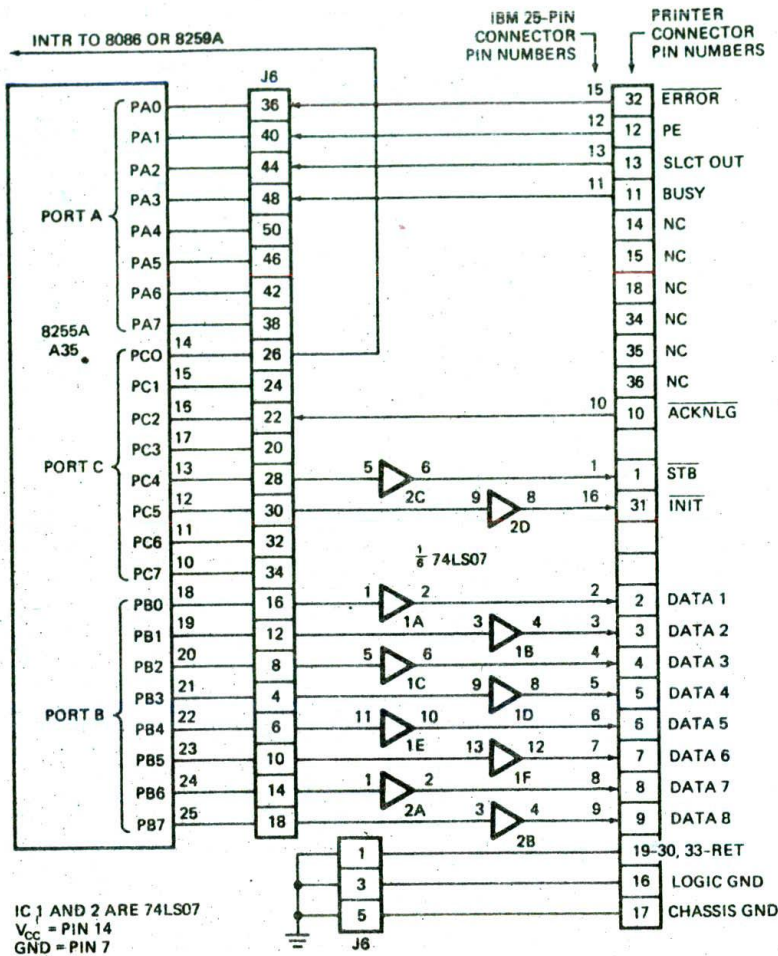 IBM 25-PIN CONNECTOR PIN NUMBERS
PRINTER CONNECTOR PIN NUMBERS
INTR TO 8086 OR 8259A
J6
PA0 36 15 32 ERROR
PA1 40 12 12 PE
PA2 44 13 13 SLCT OUT
PORT A
PA3 48 11 11 BUSY
PA4 50 14 NC
PA5 46 15 NC
PA6 42 18 NC
PA7 38 34 NC
8255A
A35
PC0 14 26 35 NC
PC1 15 24 36 NC
PC2 16 22 10 10 ACKNLG
PC3 17 20
PORT C
PC4 13 28 5 6 2C 1 1 STB
PC5 12 30 9 8 2D 16 31 INIT
PC6 11 32
1/6 74LS07
PC7 10 34
PB0 18 16 1 2 1A 2 2 DATA 1
PB1 19 12 3 4 1B 3 3 DATA 2
PB2 20 8 5 6 1C 4 4 DATA 3
PB3 21 4 9 8 1D 5 5 DATA 4
PORT B
PB4 22 6 11 10 1E 6 6 DATA 5
PB5 23 10 13 12 1F 7 7 DATA 6
PB6 24 14 1 2 2A 8 8 DATA 7
PB7 25 18 3 4 2B 9 9 DATA 8
1 19-30, 33-RET
3 16 LOGIC GND
5 17 CHASSIS GND
J6
IC 1 AND 2 ARE 74LS07
VCC = PIN 14
GND = PIN 7